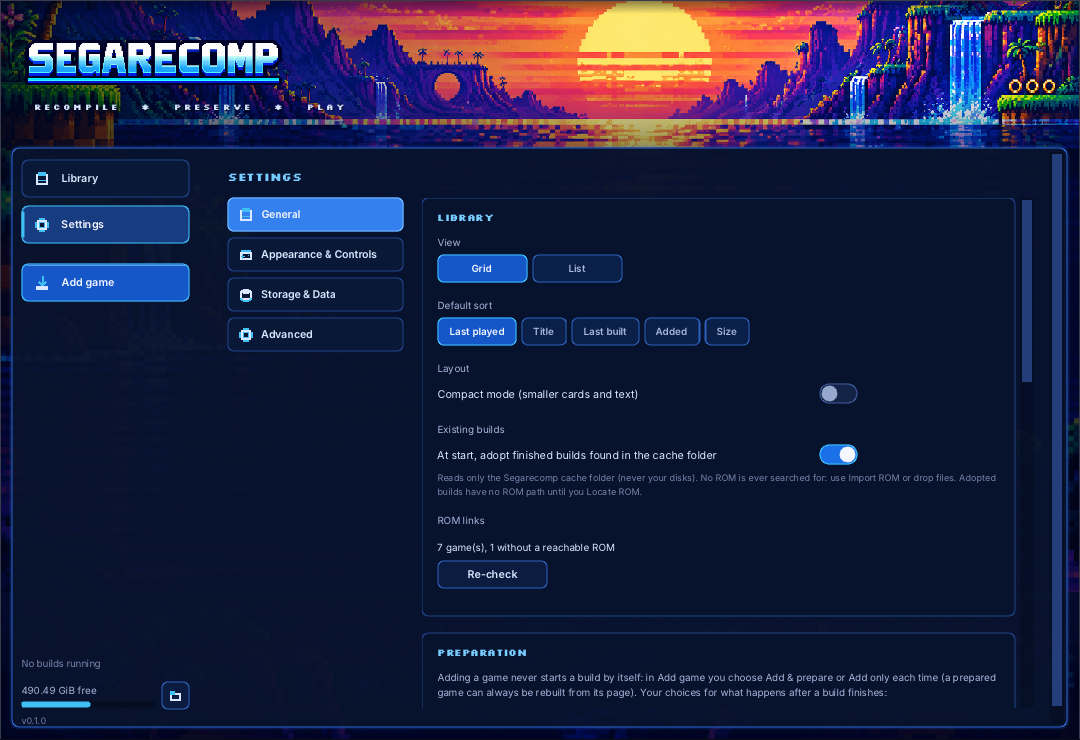 SEGARECOMP
RECOMPILE * PRESERVE * PLAY
Library
Settings
Add game
SETTINGS
General
Appearance & Controls
Storage & Data
Advanced
LIBRARY
View
Grid List
Default sort
Last played Title Last built Added Size
Layout
Compact mode (smaller cards and text)
Existing builds
At start, adopt finished builds found in the cache folder
Reads only the Segarecomp cache folder (never your disks). No ROM is ever searched for: use Import ROM or drop files. Adopted
builds have no ROM path until you Locate ROM.
ROM links
7 game(s), 1 without a reachable ROM
Re-check
PREPARATION
Adding a game never starts a build by itself: in Add game you choose Add & prepare or Add only each time (a prepared
game can always be rebuilt from its page). Your choices for what happens after a build finishes:
No builds running
490.49 GiB free
v0.1.0